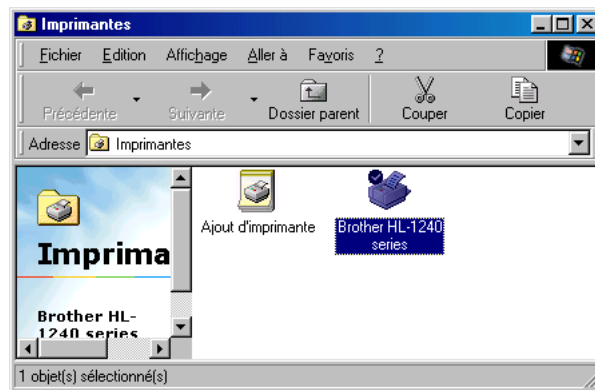 Imprimantes
Fichier Edition Affichage Aller à Favoris ?
Précédente Suivante Dossier parent Couper Copier
Adresse Imprimantes
Imprima
Brother HL-
1240 series
Ajout d'imprimante
Brother HL-1240
series
1 objet(s) sélectionné(s)